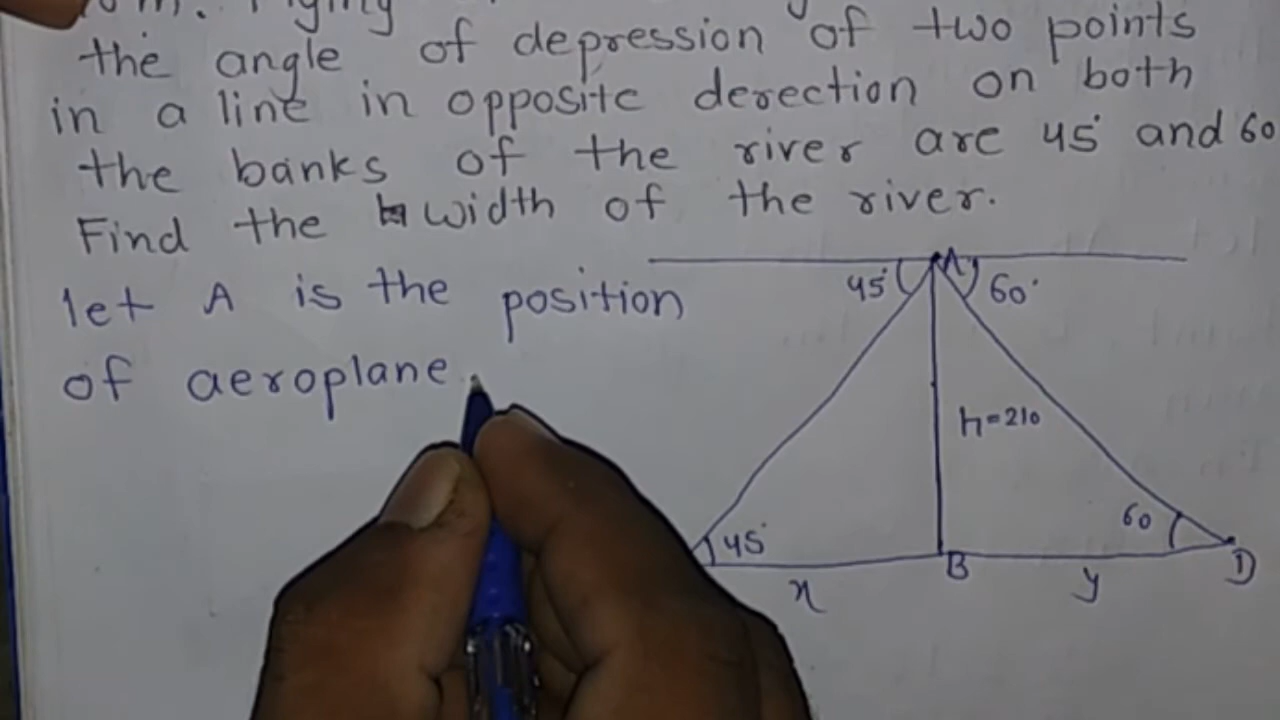 the angle of depression of two points
in a line in opposite derection on both
the banks of the river are 45° and 60
Find the width of the river.
let A is the position
of aeroplane
A
45° 60°
h=210
45° 60
B D
x y